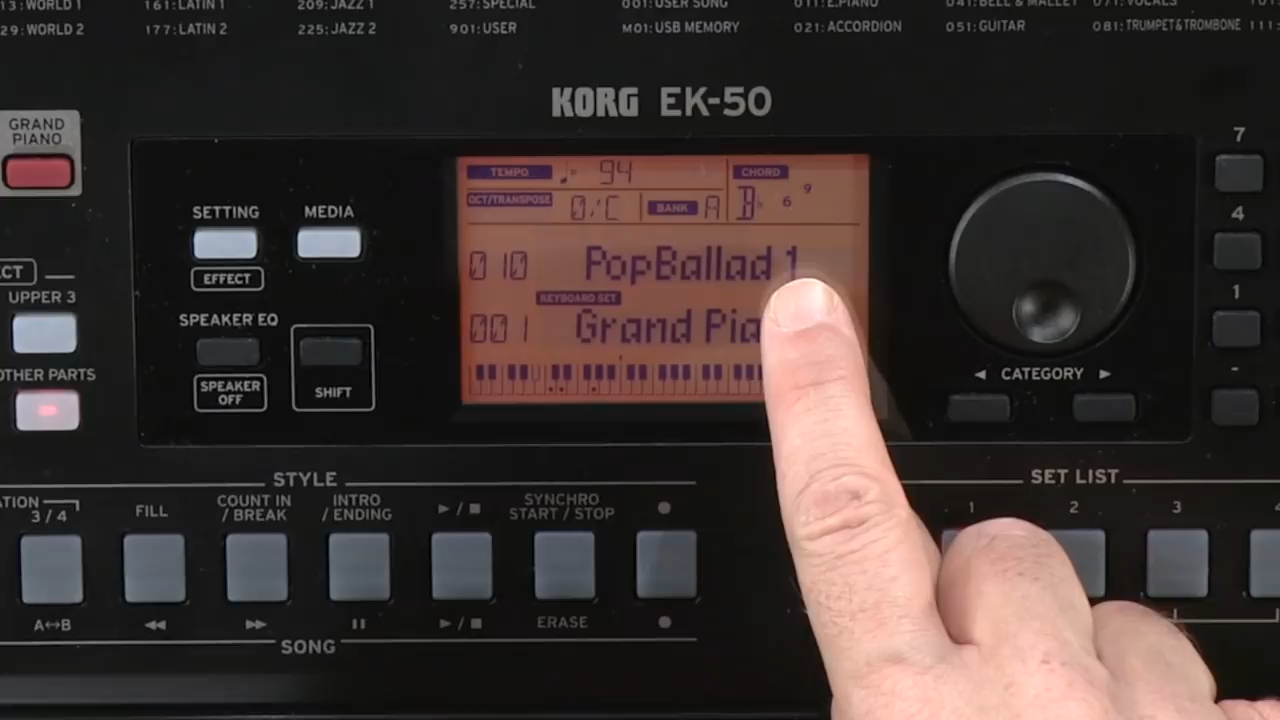 13:WORLD 1
161:LATIN 1
209:JAZZ 1
257:SPECIAL
001:USER SONG
011:E.PIANO
041:BELL & MALLET
071:VOCALS
29:WORLD 2
177:LATIN 2
225:JAZZ 2
901:USER
M01:USB MEMORY
021:ACCORDION
051:GUITAR
081:TRUMPET&TROMBONE
111:
KORG EK-50
GRAND
PIANO
SETTING
MEDIA
EFFECT
SPEAKER EQ
SPEAKER
OFF
SHIFT
ECT
UPPER 3
OTHER PARTS
TEMPO ♩= 94
CHORD
OCT/TRANSPOSE 0/C BANK A
B♭ 6 9
010 PopBallad 1
KEYBOARD SET
001 Grand Pia
◄ CATEGORY ►
7
4
1
-
STYLE
ATION
3 / 4
FILL
COUNT IN
/ BREAK
INTRO
/ ENDING
►/■
SYNCHRO
START / STOP
●
A↔B
◄◄
►►
❚❚
►/■
ERASE
●
SONG
SET LIST
1
2
3
4